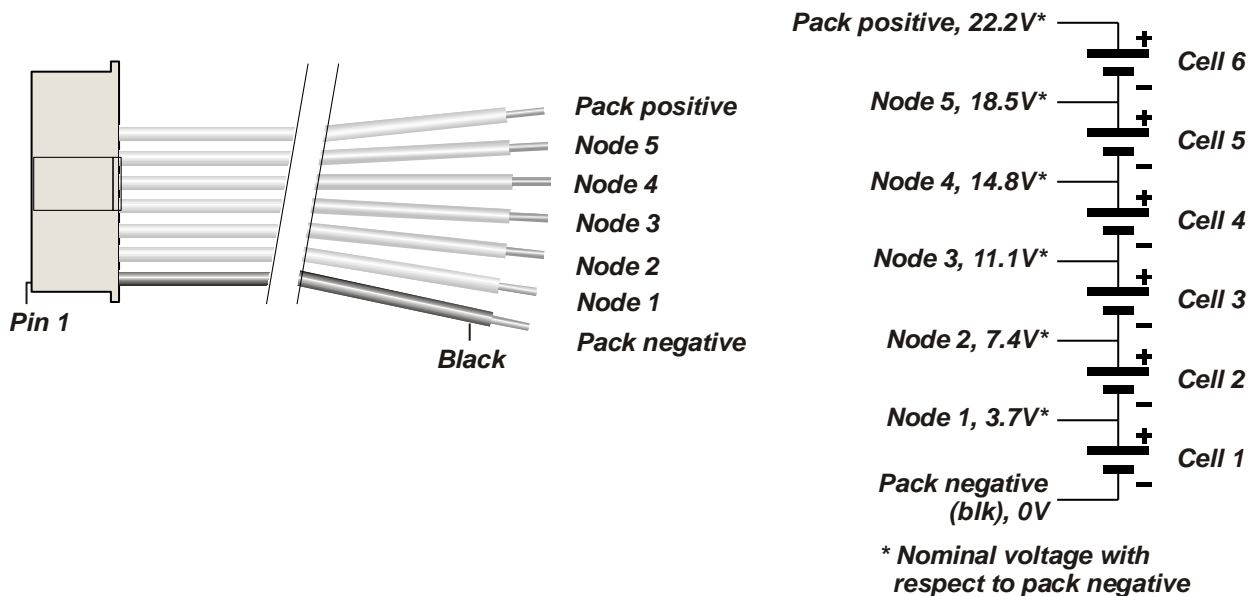 Pack positive
Node 5
Node 4
Node 3
Node 2
Node 1
Pack negative
Pin 1
Black
Pack positive, 22.2V*
Cell 6
Node 5, 18.5V*
Cell 5
Node 4, 14.8V*
Cell 4
Node 3, 11.1V*
Cell 3
Node 2, 7.4V*
Cell 2
Node 1, 3.7V*
Cell 1
Pack negative
(blk), 0V
+
−
+
−
+
−
+
−
+
−
+
−
* Nominal voltage with
respect to pack negative